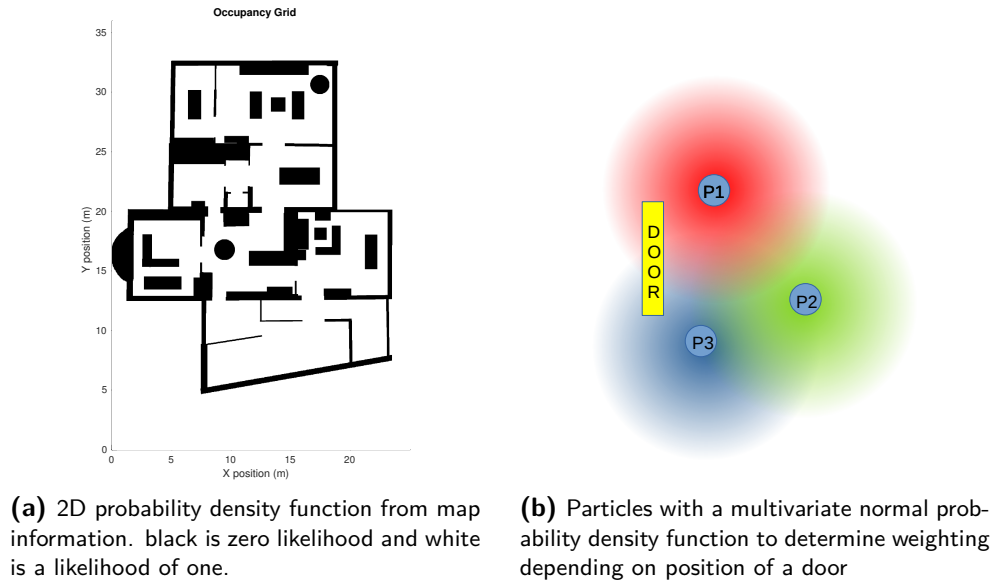 Occupancy Grid
35
30
25
20
15
10
5
0
Y position (m)
0 5 10 15 20
X position (m)
P1
D
O
O
R
P2
P3
(a) 2D probability density function from map
information. black is zero likelihood and white
is a likelihood of one.
(b) Particles with a multivariate normal prob-
ability density function to determine weighting
depending on position of a door